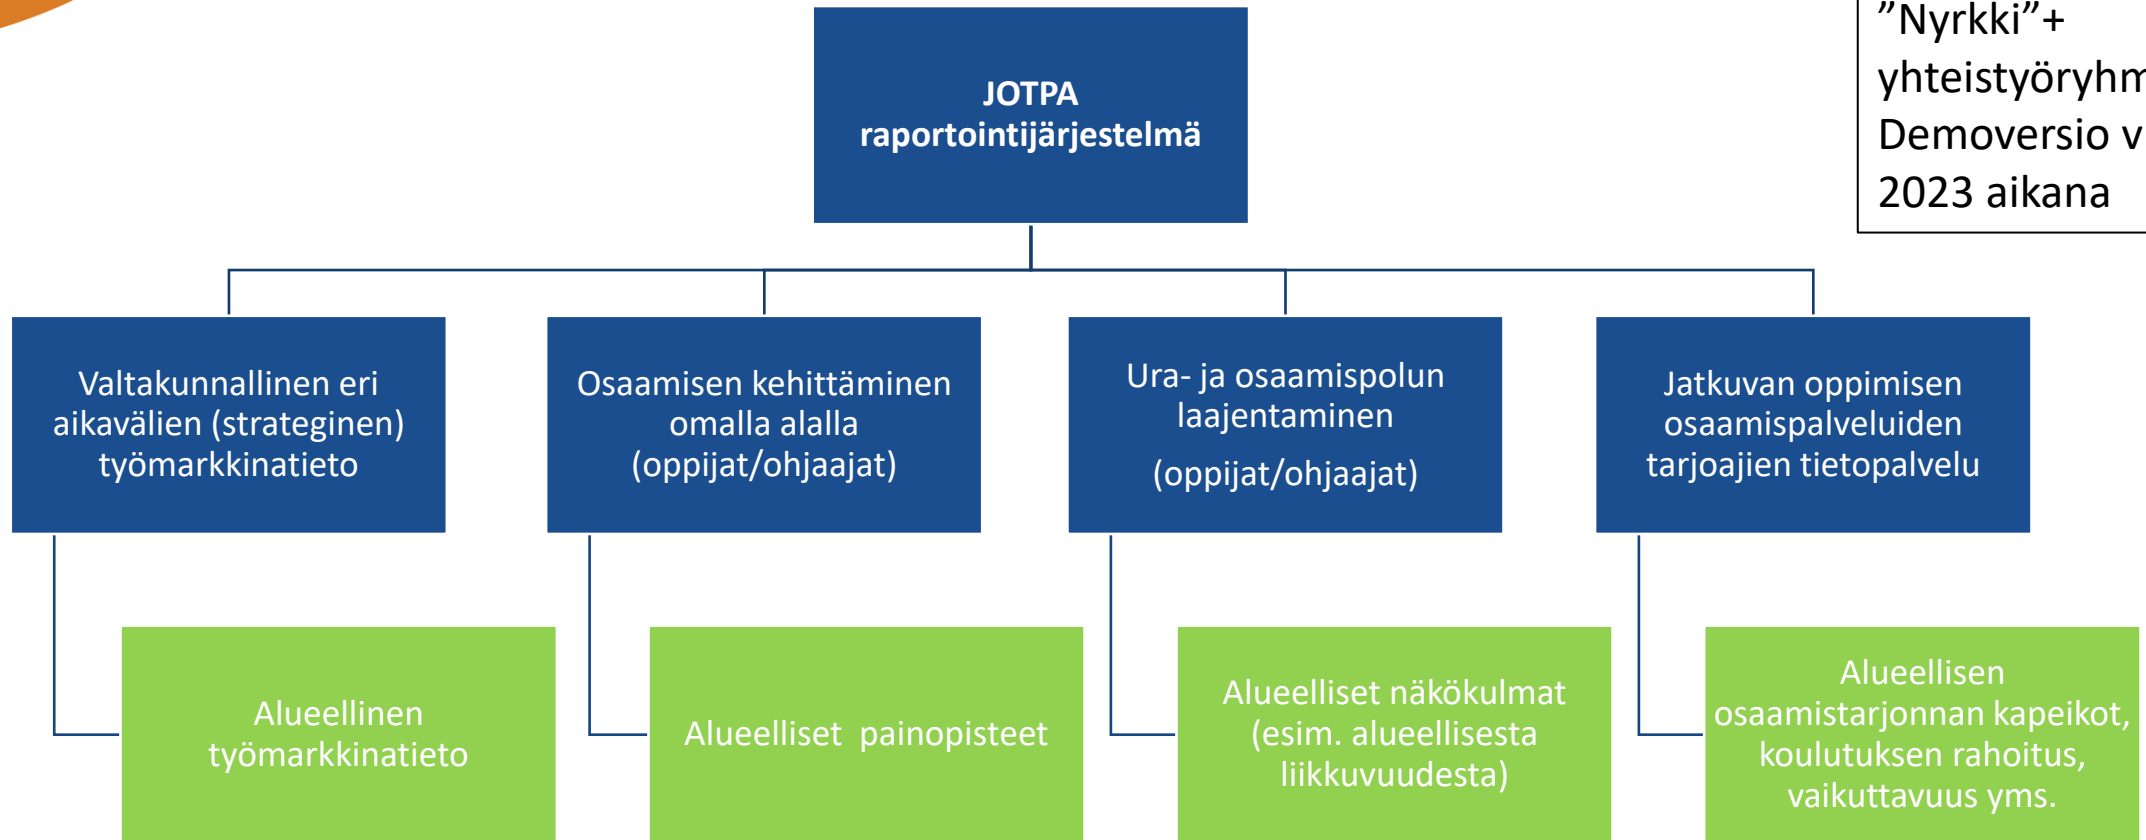 ”Nyrkki”+
Demoversio
2023 aikana
JOTPA
raportointijärjestelmä
Valtakunnallinen eri
aikavälien (strateginen)
työmarkkinatieto
Osaamisen kehittäminen
omalla alalla
(oppijat/ohjaajat)
Ura- ja osaamispolun
laajentaminen
(oppijat/ohjaajat)
Jatkuvan oppimisen
osaamispalveluiden
tarjoajien tietopalvelu
Alueellinen
työmarkkinatieto
Alueelliset painopisteet
Alueelliset näkökulmat
(esim. alueellisesta
liikkuvuudesta)
Alueellisen
osaamistarjonnan kapeikot,
koulutuksen rahoitus,
vaikuttavuus yms.